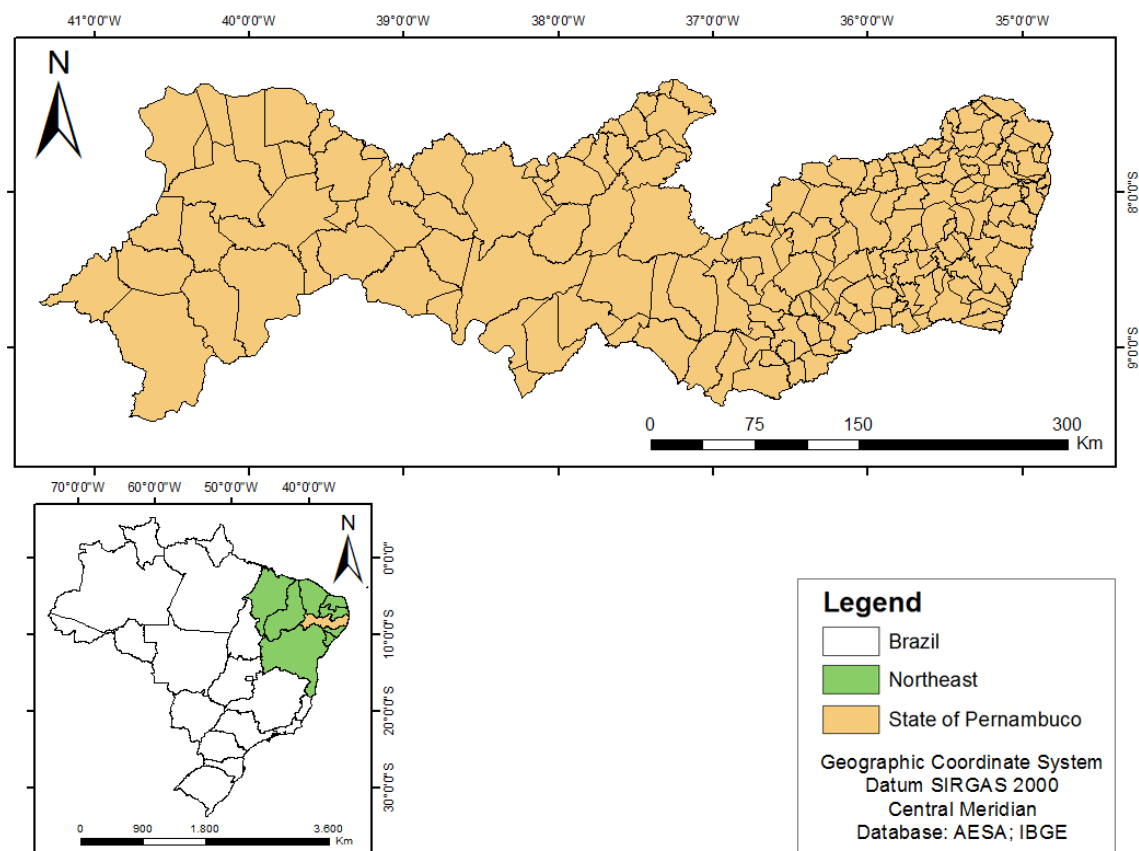 41°0'0"W 40°0'0"W 39°0'0"W 38°0'0"W 37°0'0"W 36°0'0"W 35°0'0"W
N
8°0'0"S
9°0'0"S
0 75 150 300
Km
70°0'0"W 60°0'0"W 50°0'0"W 40°0'0"W
N
0°0'0"
10°0'0"S
20°0'0"S
30°0'0"S
0 900 1.800 3.600
Km
Legend
Brazil
Northeast
State of Pernambuco
Geographic Coordinate System
Datum SIRGAS 2000
Central Meridian
Database: AESA; IBGE